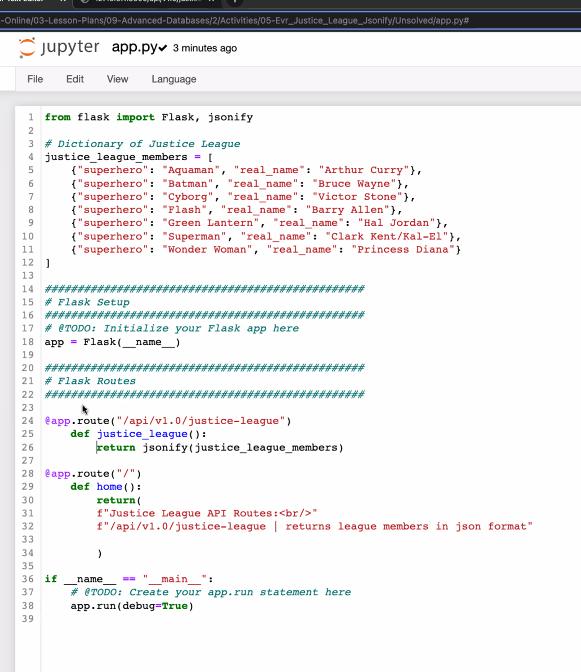 -Online/03-Lesson-Plans/09-Advanced-Databases/2/Activities/05-Evr_Justice_League_Jsonify/Unsolved/app.py#
jupyter app.py✔ 3 minutes ago
File Edit View Language
1 from flask import Flask, jsonify
2
3 # Dictionary of Justice League
4 justice_league_members = [
5     {"superhero": "Aquaman", "real_name": "Arthur Curry"},
6     {"superhero": "Batman", "real_name": "Bruce Wayne"},
7     {"superhero": "Cyborg", "real_name": "Victor Stone"},
8     {"superhero": "Flash", "real_name": "Barry Allen"},
9     {"superhero": "Green Lantern", "real_name": "Hal Jordan"},
10     {"superhero": "Superman", "real_name": "Clark Kent/Kal-El"},
11     {"superhero": "Wonder Woman", "real_name": "Princess Diana"}
12 ]
13
14 #################################################
15 # Flask Setup
16 #################################################
17 # @TODO: Initialize your Flask app here
18 app = Flask(__name__)
19
20 #################################################
21 # Flask Routes
22 #################################################
23
24 @app.route("/api/v1.0/justice-league")
25     def justice_league():
26         return jsonify(justice_league_members)
27
28 @app.route("/")
29     def home():
30         return(
31         f"Justice League API Routes:<br/>"
32         f"/api/v1.0/justice-league | returns league members in json format"
33
34         )
35
36 if __name__ == "__main__":
37     # @TODO: Create your app.run statement here
38     app.run(debug=True)
39